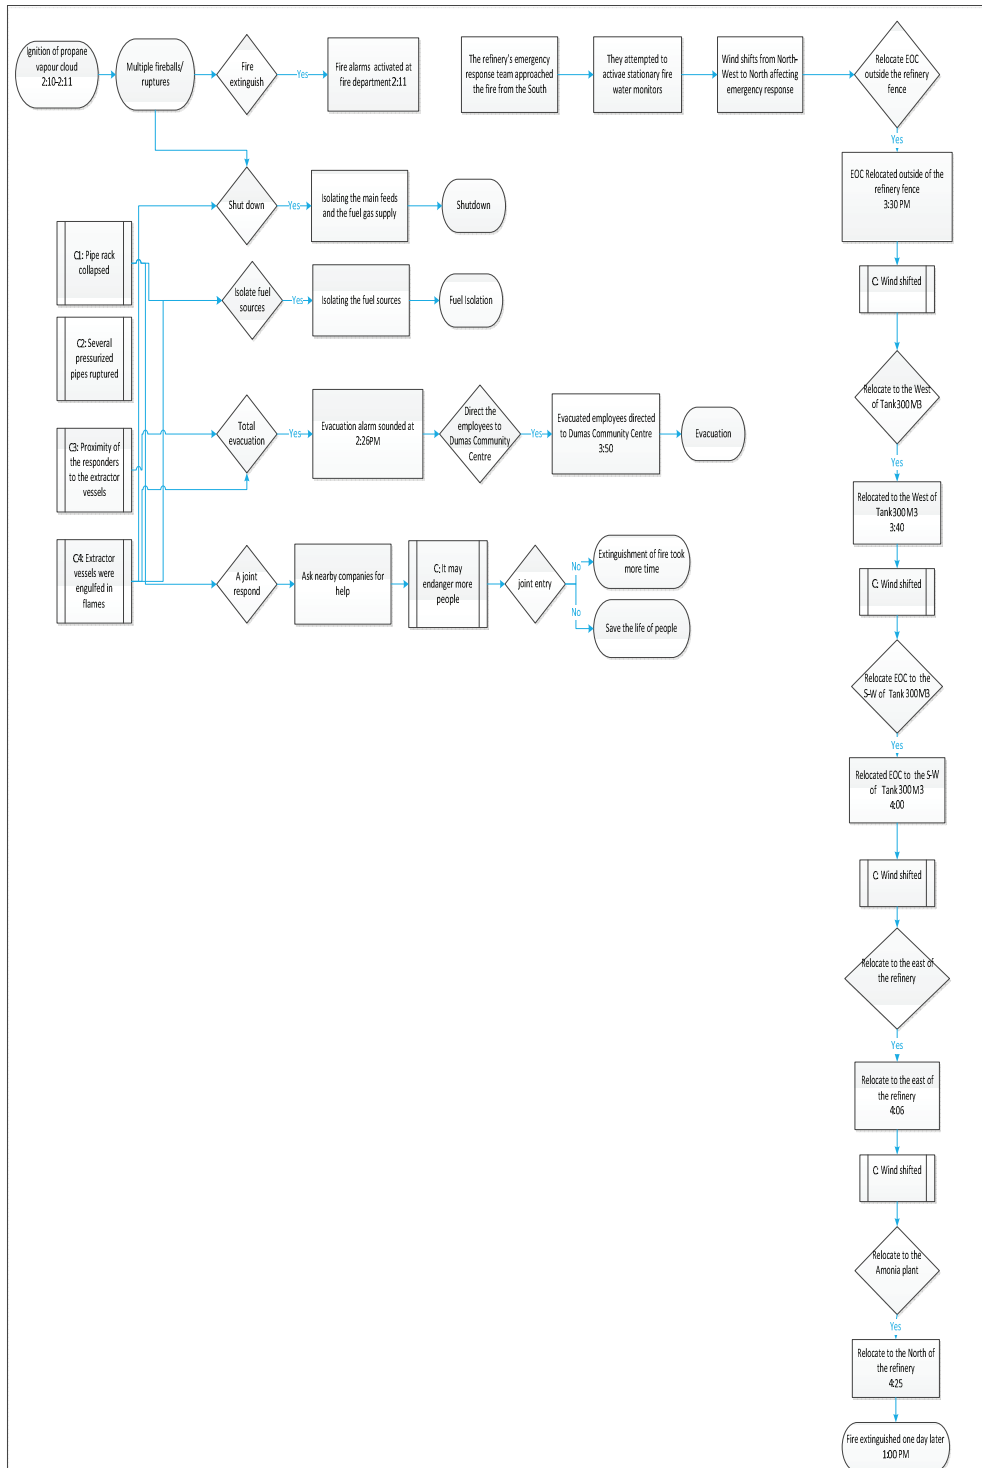 Ignition of propane
vapour cloud
2:10-2:11
Multiple fireballs/
ruptures
Fire
extinguish
Yes
Fire alarms activated at
fire department 2:11
The refinery's emergency
response team approached
the fire from the South
They attempted to
activae stationary fire
water monitors
Wind shifts from North-
West to North affecting
emergency response
Relocate EOC
outside the refinery
fence
Yes
EOC Relocated outside of the
refinery fence
3:30 PM
C: Wind shifted
Relocate to the West
of Tank 300M3
Yes
Relocated to the West of
Tank 300 M3
3:40
C: Wind shifted
Relocate EOC to the
S-W of Tank 300M3
Yes
Relocated EOC to the S-W
of Tank 300 M3
4:00
C: Wind shifted
Relocate to the east of
the refinery
Yes
Relocate to the east of
the refinery
4:06
C: Wind shifted
Relocate to the
Amonia plant
Yes
Relocate to the North of
the refinery
4:25
Fire extinguished one day later
1:00 PM
Shut down
Yes
Isolating the main feeds
and the fuel gas supply
Shutdown
C1: Pipe rack
collapsed
Isolate fuel
sources
Yes
Isolating the fuel sources
Fuel Isolation
C2: Several
pressurized
pipes ruptured
C3: Proximity of
the responders
to the extractor
vessels
Total
evacuation
Yes
Evacuation alarm sounded at
2:26PM
Direct the
employees to
Dumas Community
Centre
Yes
Evacuated employees directed
to Dumas Community Centre
3:50
Evacuation
C4: Extractor
vessels were
engulfed in
flames
A joint
respond
Ask nearby companies for
help
C: It may
endanger more
people
joint entry
No
Extinguishment of fire took
more time
No
Save the life of people